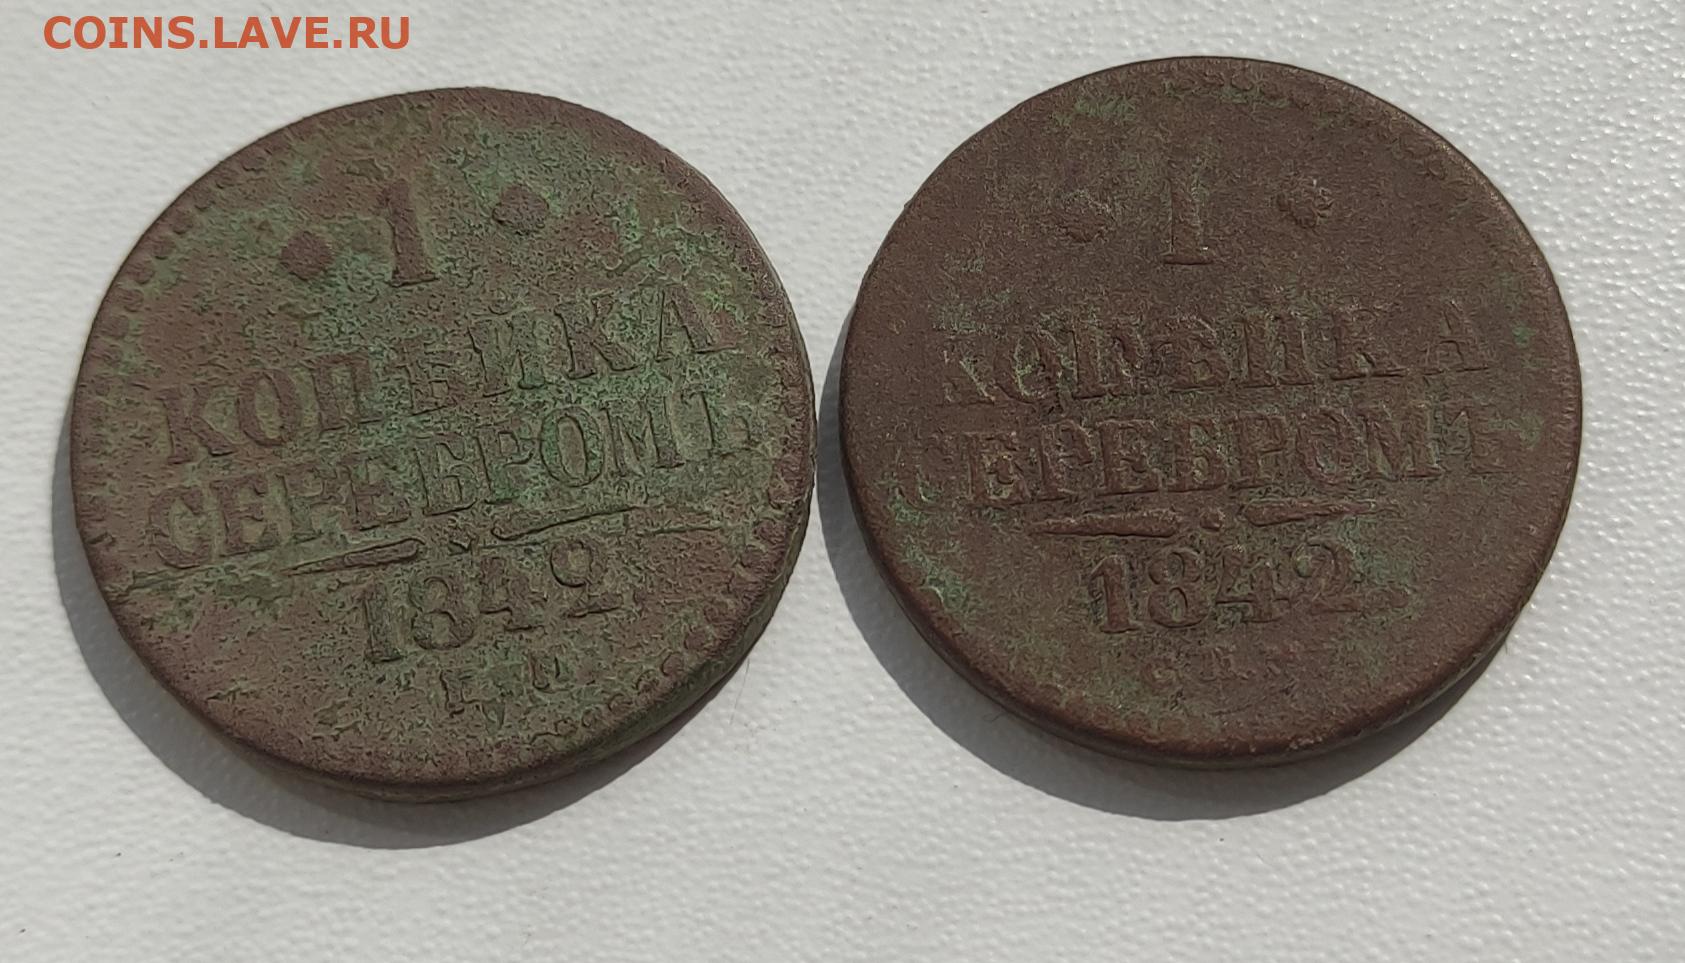 COINS.LAVE.RU
1
КОПѢЙКА
СЕРЕБРОМЪ.
1842
Е.М.
1
КОПѢЙКА
СЕРЕБРОМЪ
1842.